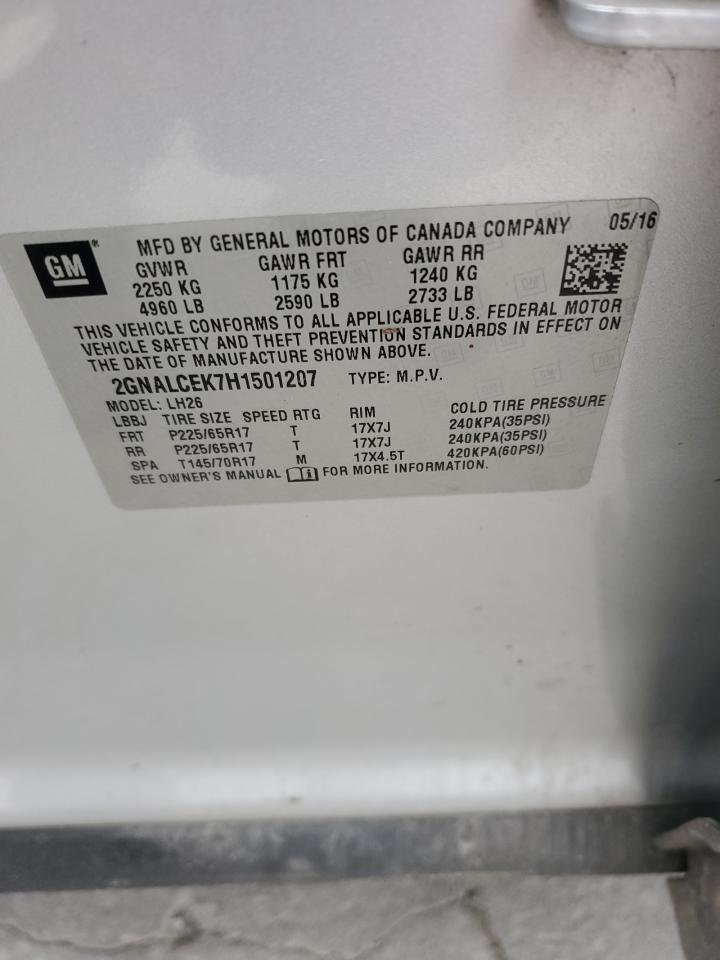 GM ® MFD BY GENERAL MOTORS OF CANADA COMPANY 05/16
GVWR GAWR FRT GAWR RR
2250 KG 1175 KG 1240 KG
4960 LB 2590 LB 2733 LB
THIS VEHICLE CONFORMS TO ALL APPLICABLE U.S. FEDERAL MOTOR
VEHICLE SAFETY AND THEFT PREVENTION STANDARDS IN EFFECT ON
THE DATE OF MANUFACTURE SHOWN ABOVE.
2GNALCEK7H1501207 TYPE: M.P.V.
MODEL: LH26
LBBJ TIRE SIZE SPEED RTG RIM COLD TIRE PRESSURE
FRT P225/65R17 T 17X7J 240KPA(35PSI)
RR P225/65R17 T 17X7J 240KPA(35PSI)
SPA T145/70R17 M 17X4.5T 420KPA(60PSI)
SEE OWNER'S MANUAL FOR MORE INFORMATION.